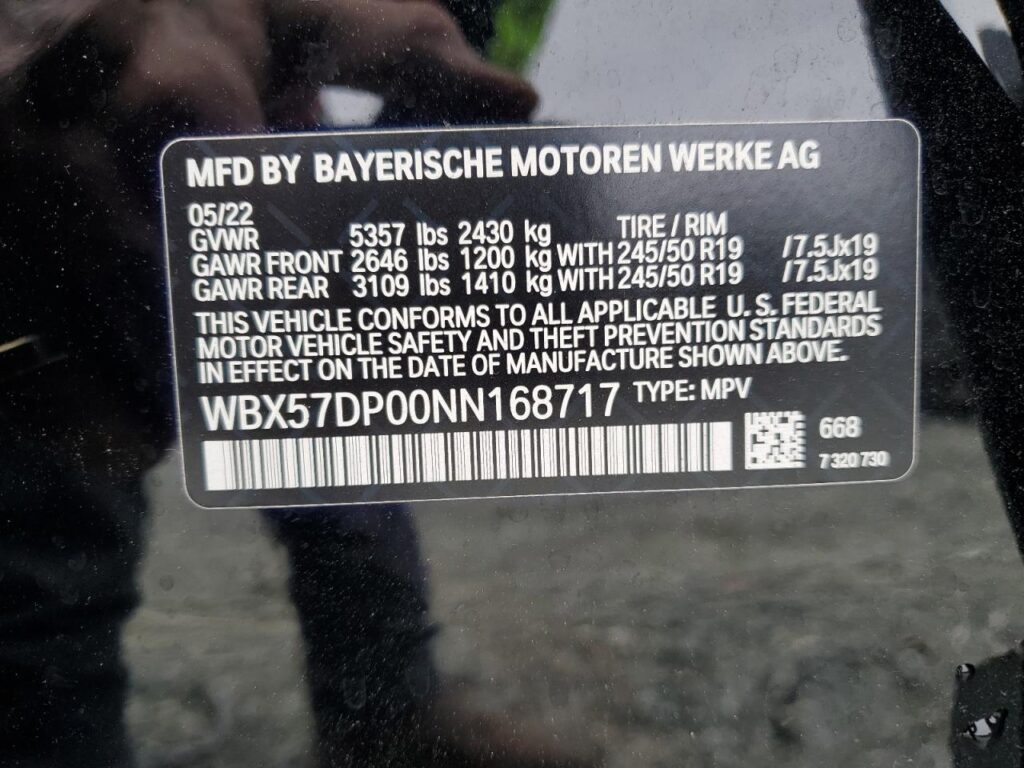 MFD BY BAYERISCHE MOTOREN WERKE AG
05/22 TIRE / RIM
GVWR 5357 lbs 2430 kg
GAWR FRONT 2646 lbs 1200 kg WITH 245/50 R19 /7.5Jx19
GAWR REAR 3109 lbs 1410 kg WITH 245/50 R19 /7.5Jx19
THIS VEHICLE CONFORMS TO ALL APPLICABLE U. S. FEDERAL
MOTOR VEHICLE SAFETY AND THEFT PREVENTION STANDARDS
IN EFFECT ON THE DATE OF MANUFACTURE SHOWN ABOVE.
WBX57DP00NN168717 TYPE: MPV
668
7 320 730